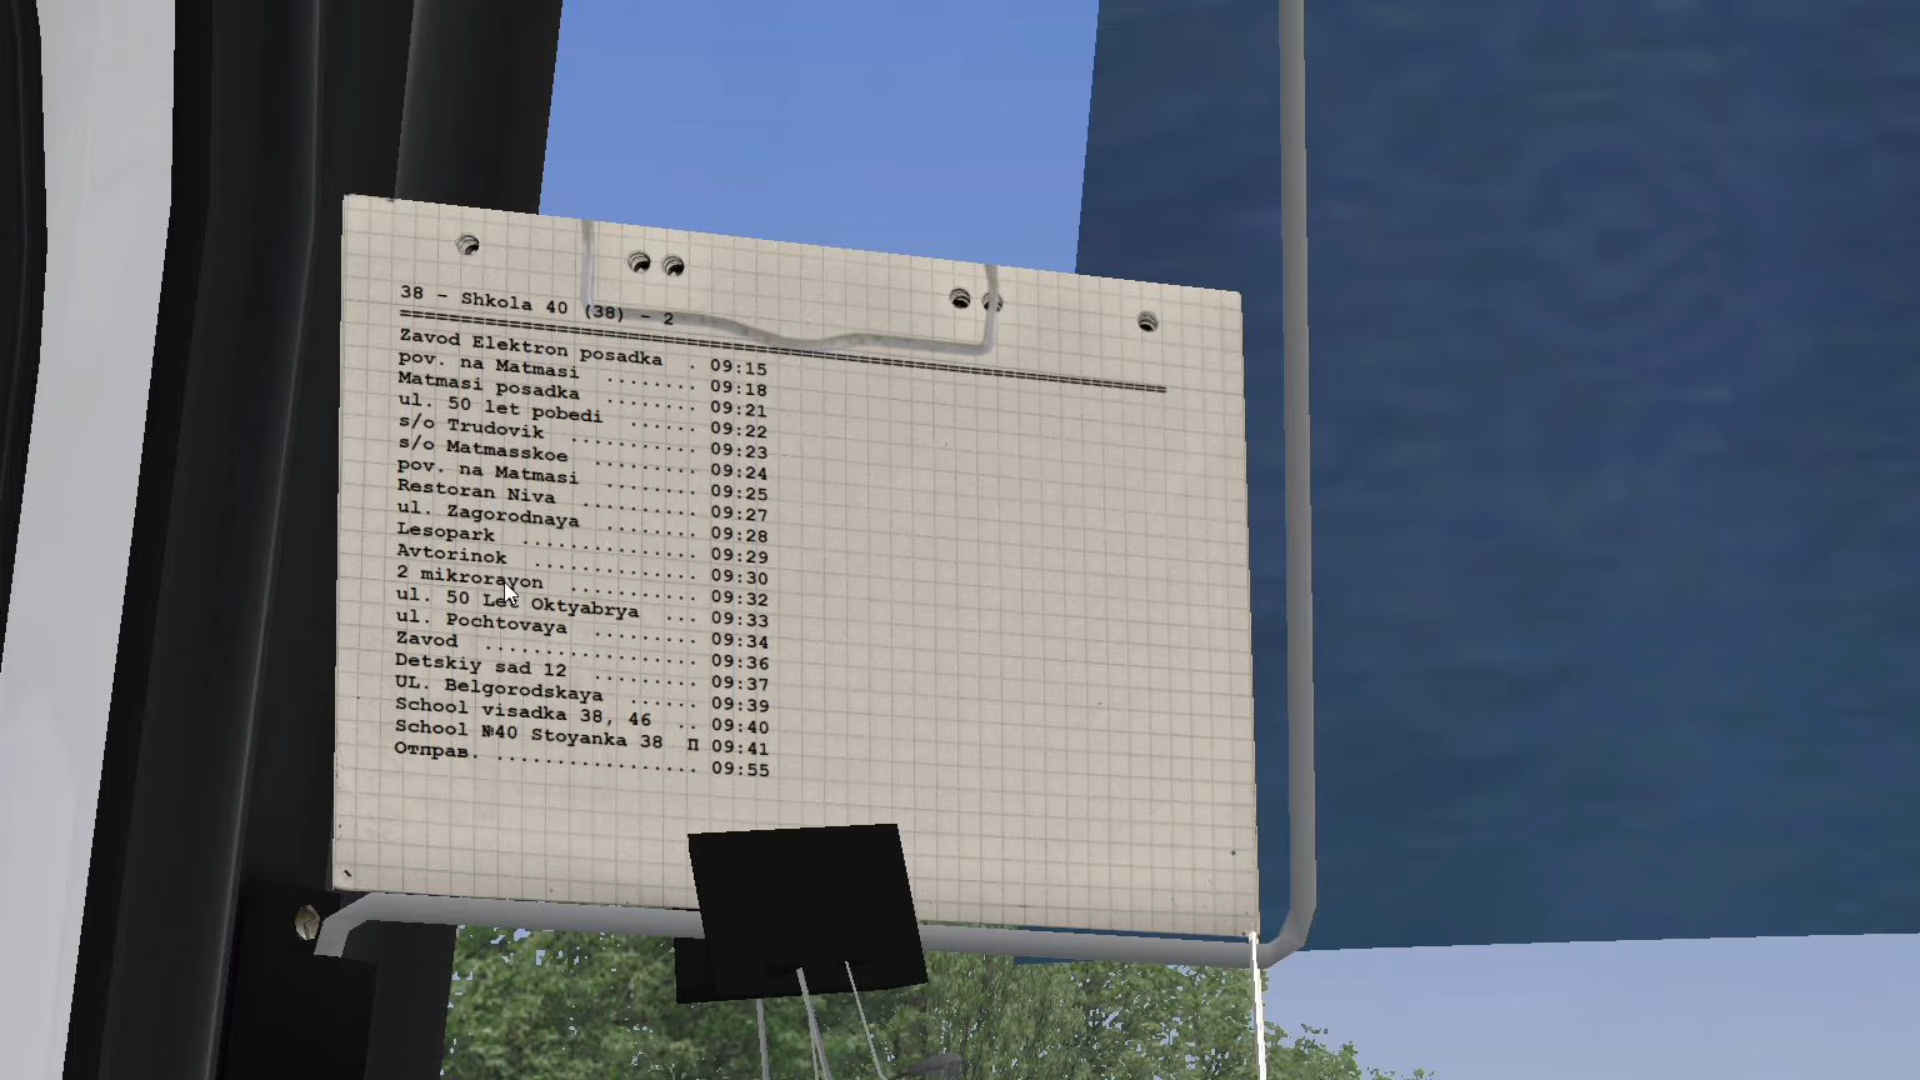 38 - Shkola 40 (38) - 2
================================================================
Zavod Elektron posadka . 09:15
pov. na Matmasi ........ 09:18
Matmasi posadka ........ 09:21
ul. 50 let pobedi ...... 09:22
s/o Trudovik ........... 09:23
s/o Matmasskoe ......... 09:24
pov. na Matmasi ........ 09:25
Restoran Niva .......... 09:27
ul. Zagorodnaya ........ 09:28
Lesopark ............... 09:29
Avtorinok .............. 09:30
2 mikrorayon ........... 09:32
ul. 50 Let Oktyabrya ... 09:33
ul. Pochtovaya ......... 09:34
Zavod .................. 09:36
Detskiy sad 12 ......... 09:37
UL. Belgorodskaya ...... 09:39
School visadka 38, 46 .. 09:40
School №40 Stoyanka 38 П 09:41
Отправ. ................. 09:55